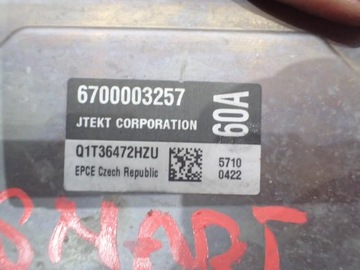 6700003257
JTEKT CORPORATION
60A
Q1T36472HZU
EPCE Czech Republic
5710
0422
SMART